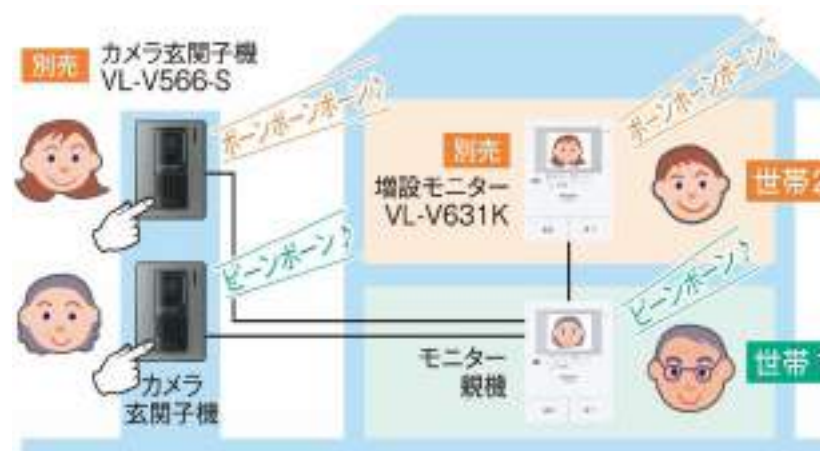 別売
カメラ玄関子機
VL-V566-S
ポーンポーンポーン♪
ポーンポーンポーン♪
別売
増設モニター
VL-V631K
世帯2
ピーンポーン♪
ピーンポーン♪
モニター
親機
世帯1
カメラ
玄関子機